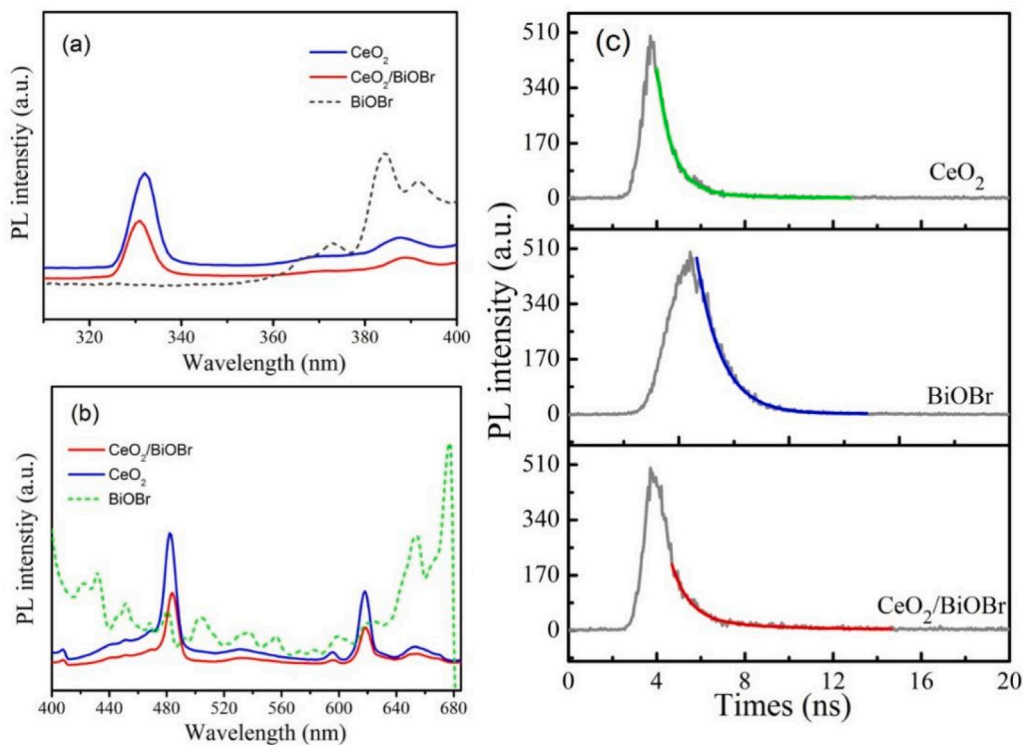 (a)
CeO2
CeO2/BiOBr
BiOBr
PL intenstiy (a.u.)
320 340 360 380 400
Wavelength (nm)
(b)
CeO2/BiOBr
CeO2
BiOBr
PL intenstiy (a.u.)
400 440 480 520 560 600 640 680
Wavelength (nm)
(c)
510
340
170
0
CeO2
510
340
170
0
BiOBr
510
340
170
0
CeO2/BiOBr
PL intensity (a.u.)
0 4 8 12 16 20
Times (ns)